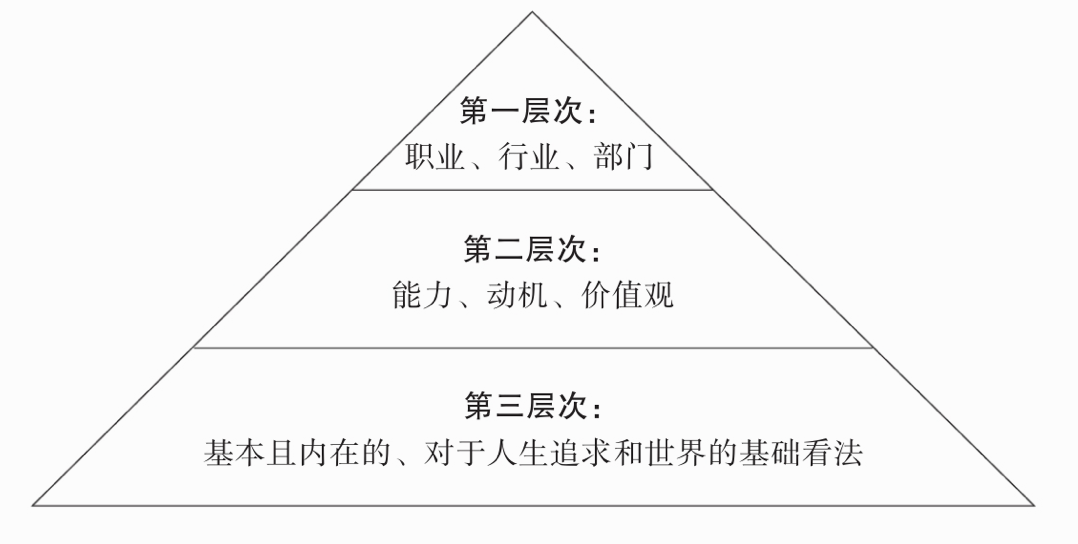 第一层次：
职业、行业、部门
第二层次：
能力、动机、价值观
第三层次：
基本且内在的、对于人生追求和世界的基础看法